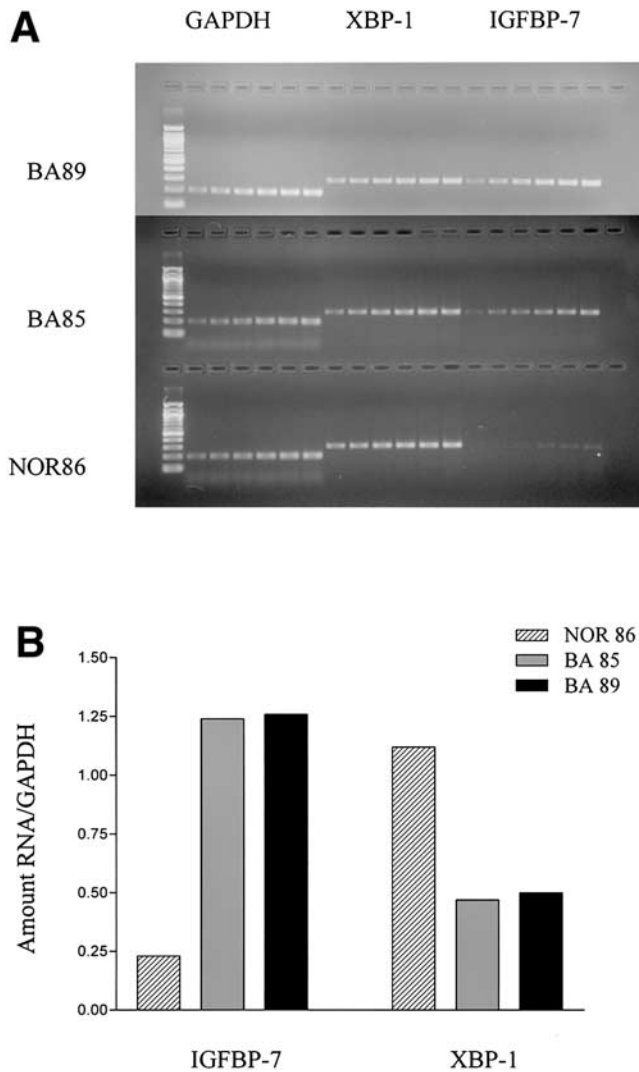 A
GAPDH XBP-1 IGFBP-7
BA89
BA85
NOR86
B
NOR 86
BA 85
BA 89
Amount RNA/GAPDH
1.50
1.25
1.00
0.75
0.50
0.25
0.00
IGFBP-7 XBP-1